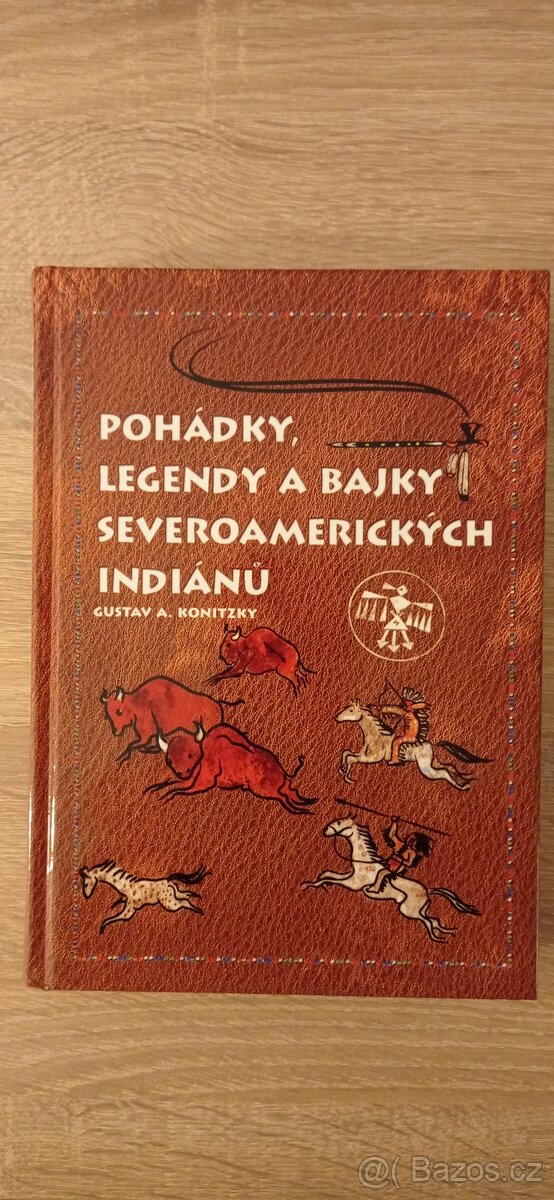 POHÁDKY,
LEGENDY A BAJKY
SEVEROAMERICKÝCH
INDIÁNŮ
GUSTAV A. KONITZKY
@( Bazos.cz